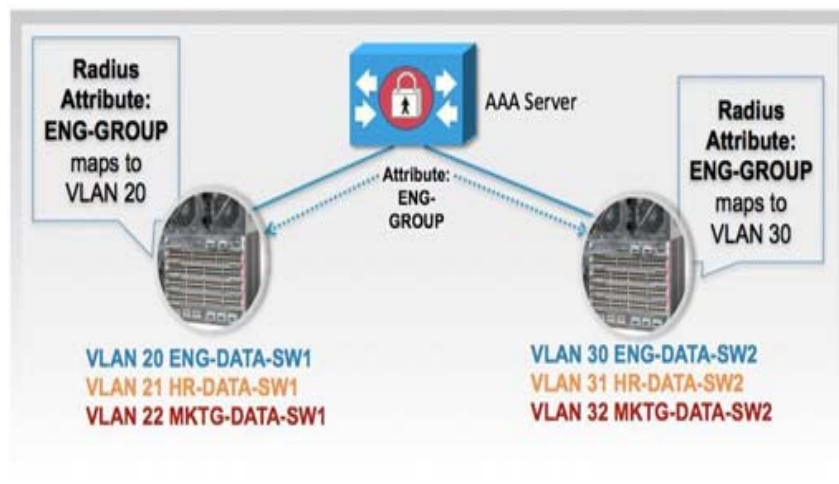 Radius
Attribute:
ENG-GROUP
maps to
VLAN 20
AAA Server
Attribute:
ENG-
GROUP
Radius
Attribute:
ENG-GROUP
maps to
VLAN 30
VLAN 20 ENG-DATA-SW1
VLAN 21 HR-DATA-SW1
VLAN 22 MKTG-DATA-SW1
VLAN 30 ENG-DATA-SW2
VLAN 31 HR-DATA-SW2
VLAN 32 MKTG-DATA-SW2